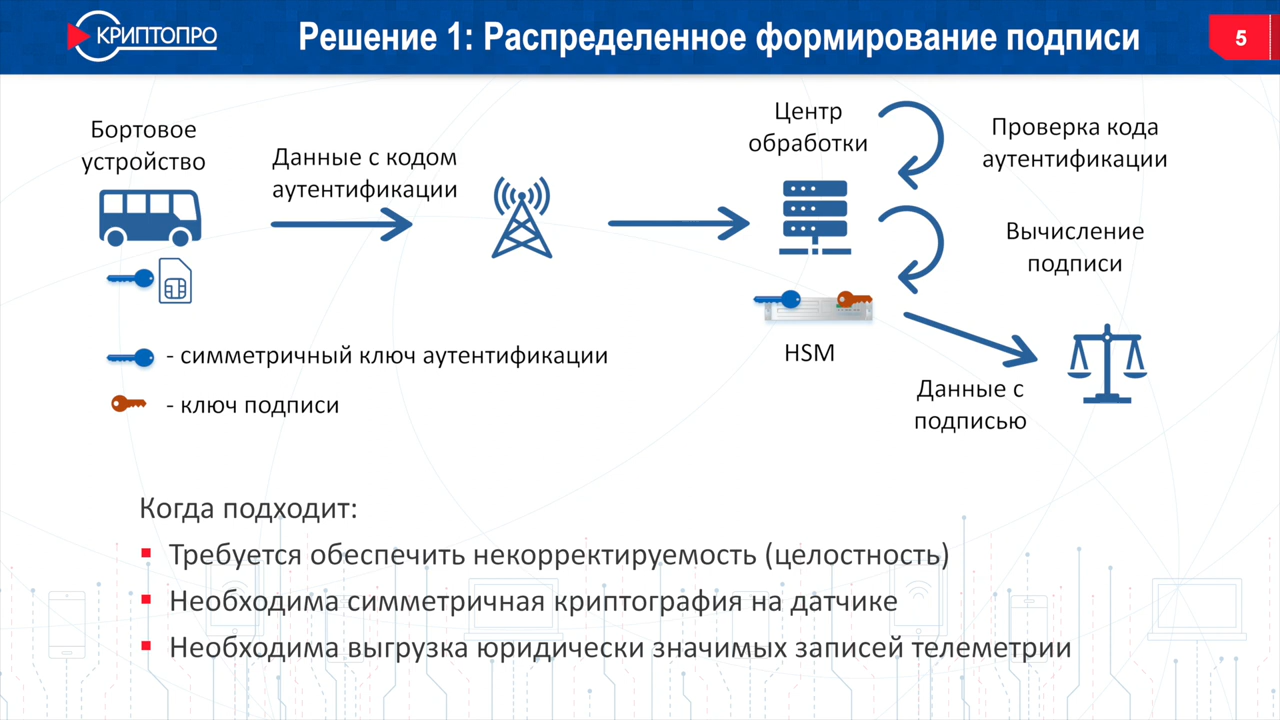 КРИПТОПРО
Решение 1: Распределенное формирование подписи
5
Бортовое
устройство
Данные с кодом
аутентификации
Центр
обработки
Проверка кода
аутентификации
Вычисление
подписи
HSM
Данные с
подписью
- симметричный ключ аутентификации
- ключ подписи
Когда подходит:
Требуется обеспечить некорректируемость (целостность)
Необходима симметричная криптография на датчике
Необходима выгрузка юридически значимых записей телеметрии